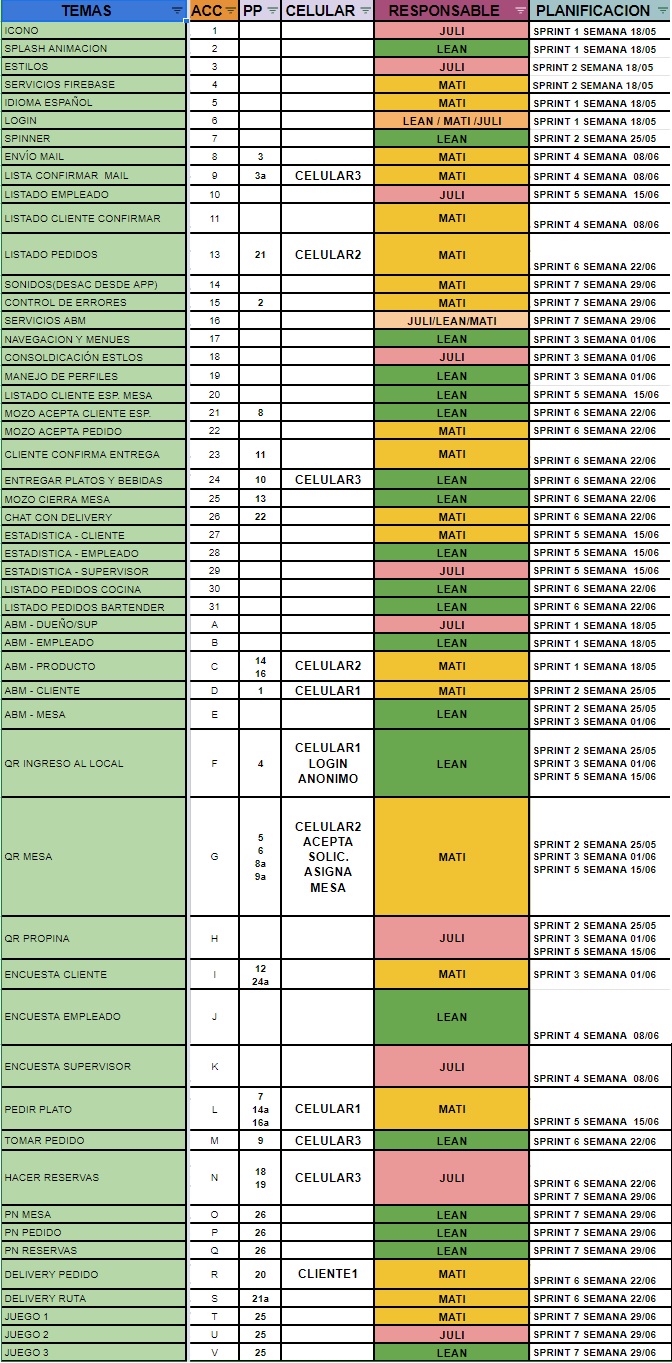 TEMAS ACC PP CELULAR RESPONSABLE PLANIFICACION
ICONO 1 JULI SPRINT 1 SEMANA 18/05
SPLASH ANIMACION 2 LEAN SPRINT 1 SEMANA 18/05
ESTILOS 3 JULI SPRINT 2 SEMANA 18/05
SERVICIOS FIREBASE 4 MATI SPRINT 2 SEMANA 18/05
IDIOMA ESPAÑOL 5 MATI SPRINT 1 SEMANA 18/05
LOGIN 6 LEAN / MATI /JULI SPRINT 1 SEMANA 18/05
SPINNER 7 LEAN SPRINT 2 SEMANA 25/05
ENVÍO MAIL 8 3 MATI SPRINT 4 SEMANA 08/06
LISTA CONFIRMAR MAIL 9 3a CELULAR3 MATI SPRINT 4 SEMANA 08/06
LISTADO EMPLEADO 10 JULI SPRINT 5 SEMANA 15/06
LISTADO CLIENTE CONFIRMAR 11 MATI SPRINT 4 SEMANA 08/06
LISTADO PEDIDOS 13 21 CELULAR2 MATI SPRINT 6 SEMANA 22/06
SONIDOS(DESAC DESDE APP) 14 MATI SPRINT 7 SEMANA 29/06
CONTROL DE ERRORES 15 2 MATI SPRINT 7 SEMANA 29/06
SERVICIOS ABM 16 JULI/LEAN/MATI SPRINT 7 SEMANA 29/06
NAVEGACION Y MENUES 17 LEAN SPRINT 3 SEMANA 01/06
CONSOLDICACIÓN ESTLOS 18 JULI SPRINT 3 SEMANA 01/06
MANEJO DE PERFILES 19 LEAN SPRINT 3 SEMANA 01/06
LISTADO CLIENTE ESP. MESA 20 LEAN SPRINT 5 SEMANA 15/06
MOZO ACEPTA CLIENTE ESP. 21 8 LEAN SPRINT 6 SEMANA 22/06
MOZO ACEPTA PEDIDO 22 MATI SPRINT 6 SEMANA 22/06
CLIENTE CONFIRMA ENTREGA 23 11 MATI SPRINT 6 SEMANA 22/06
ENTREGAR PLATOS Y BEBIDAS 24 10 CELULAR3 LEAN SPRINT 6 SEMANA 22/06
MOZO CIERRA MESA 25 13 LEAN SPRINT 6 SEMANA 22/06
CHAT CON DELIVERY 26 22 MATI SPRINT 6 SEMANA 22/06
ESTADISTICA - CLIENTE 27 MATI SPRINT 5 SEMANA 15/06
ESTADISTICA - EMPLEADO 28 LEAN SPRINT 5 SEMANA 15/06
ESTADISTICA - SUPERVISOR 29 JULI SPRINT 5 SEMANA 15/06
LISTADO PEDIDOS COCINA 30 LEAN SPRINT 6 SEMANA 22/06
LISTADO PEDIDOS BARTENDER 31 LEAN SPRINT 6 SEMANA 22/06
ABM - DUEÑO/SUP A JULI SPRINT 1 SEMANA 18/05
ABM - EMPLEADO B LEAN SPRINT 1 SEMANA 18/05
ABM - PRODUCTO C 14
16 CELULAR2 MATI SPRINT 1 SEMANA 18/05
ABM - CLIENTE D 1 CELULAR1 MATI SPRINT 2 SEMANA 25/05
ABM - MESA E LEAN SPRINT 2 SEMANA 25/05
SPRINT 3 SEMANA 01/06
QR INGRESO AL LOCAL F 4 CELULAR1
LOGIN
ANONIMO LEAN SPRINT 2 SEMANA 25/05
SPRINT 3 SEMANA 01/06
SPRINT 5 SEMANA 15/06
QR MESA G 5
6
8a
9a CELULAR2
ACEPTA
SOLIC.
ASIGNA
MESA MATI SPRINT 2 SEMANA 25/05
SPRINT 3 SEMANA 01/06
SPRINT 5 SEMANA 15/06
QR PROPINA H JULI SPRINT 2 SEMANA 25/05
SPRINT 3 SEMANA 01/06
SPRINT 5 SEMANA 15/06
ENCUESTA CLIENTE I 12
24a MATI SPRINT 3 SEMANA 01/06
ENCUESTA EMPLEADO J LEAN SPRINT 4 SEMANA 08/06
ENCUESTA SUPERVISOR K JULI SPRINT 4 SEMANA 08/06
PEDIR PLATO L 7
14a
16a CELULAR1 MATI SPRINT 5 SEMANA 15/06
TOMAR PEDIDO M 9 CELULAR3 LEAN SPRINT 6 SEMANA 22/06
HACER RESERVAS N 18
19 CELULAR3 JULI SPRINT 6 SEMANA 22/06
SPRINT 7 SEMANA 29/06
PN MESA O 26 LEAN SPRINT 7 SEMANA 29/06
PN PEDIDO P 26 LEAN SPRINT 7 SEMANA 29/06
PN RESERVAS Q 26 LEAN SPRINT 7 SEMANA 29/06
DELIVERY PEDIDO R 20 CLIENTE1 MATI SPRINT 6 SEMANA 22/06
DELIVERY RUTA S 21a MATI SPRINT 6 SEMANA 22/06
JUEGO 1 T 25 MATI SPRINT 7 SEMANA 29/06
JUEGO 2 U 25 JULI SPRINT 7 SEMANA 29/06
JUEGO 3 V 25 LEAN SPRINT 7 SEMANA 29/06